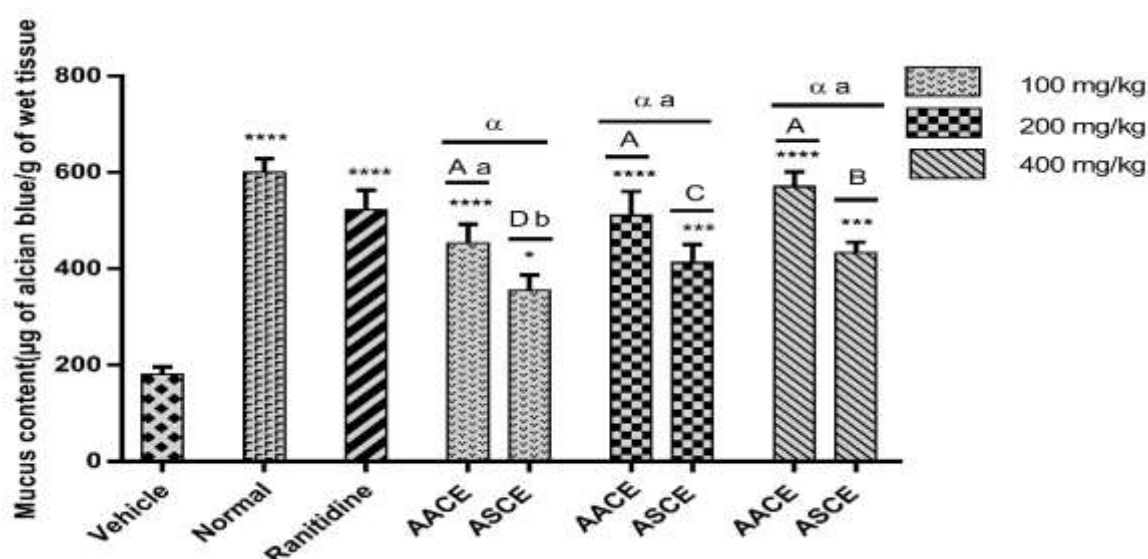 Mucus content(μg of alcian blue/g of wet tissue
800
600
400
200
0
****
****
α
A a
****
D b
*
α a
A
****
C
***
α a
A
****
B
***
100 mg/kg
200 mg/kg
400 mg/kg
Vehicle
Normal
Ranitidine
AACE
ASCE
AACE
ASCE
AACE
ASCE